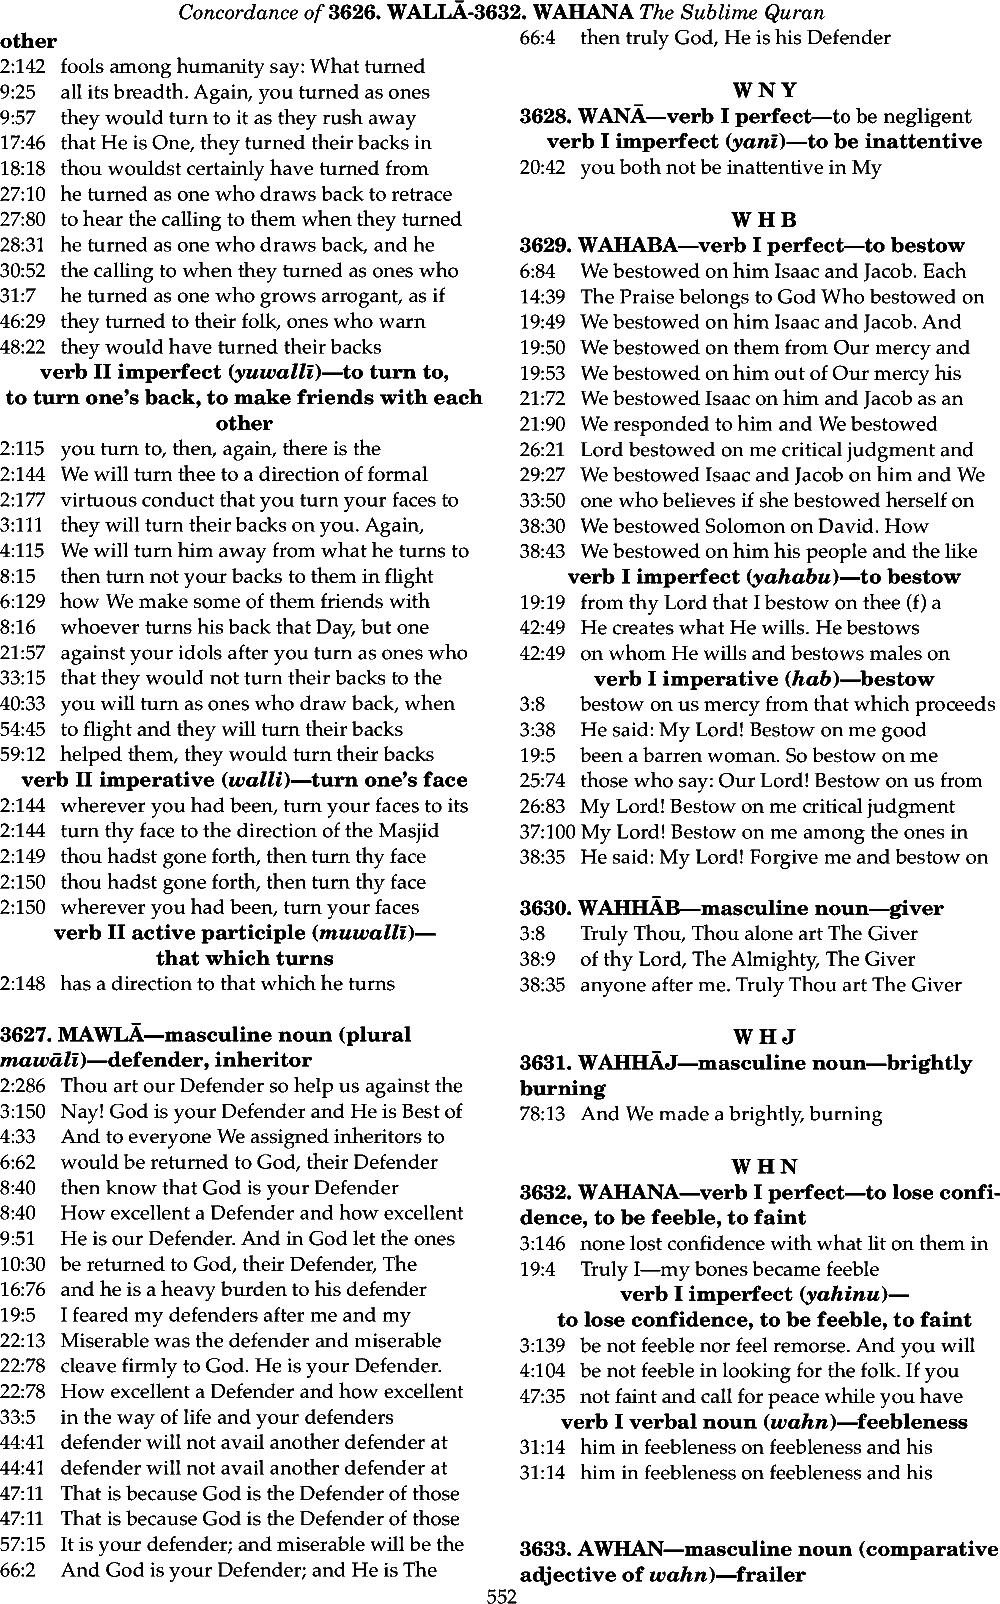 Concordance of 3626. WALLĀ-3632. WAHANA The Sublime Quran
other
2:142 fools among humanity say: What turned
9:25 all its breadth. Again, you turned as ones
9:57 they would turn to it as they rush away
17:46 that He is One, they turned their backs in
18:18 thou wouldst certainly have turned from
27:10 he turned as one who draws back to retrace
27:80 to hear the calling to them when they turned
28:31 he turned as one who draws back, and he
30:52 the calling to when they turned as ones who
31:7 he turned as one who grows arrogant, as if
46:29 they turned to their folk, ones who warn
48:22 they would have turned their backs
verb II imperfect (yuwallī)—to turn to,
to turn one's back, to make friends with each
other
2:115 you turn to, then, again, there is the
2:144 We will turn thee to a direction of formal
2:177 virtuous conduct that you turn your faces to
3:111 they will turn their backs on you. Again,
4:115 We will turn him away from what he turns to
8:15 then turn not your backs to them in flight
6:129 how We make some of them friends with
8:16 whoever turns his back that Day, but one
21:57 against your idols after you turn as ones who
33:15 that they would not turn their backs to the
40:33 you will turn as ones who draw back, when
54:45 to flight and they will turn their backs
59:12 helped them, they would turn their backs
verb II imperative (walli)—turn one's face
2:144 wherever you had been, turn your faces to its
2:144 turn thy face to the direction of the Masjid
2:149 thou hadst gone forth, then turn thy face
2:150 thou hadst gone forth, then turn thy face
2:150 wherever you had been, turn your faces
verb II active participle (muwallī)—
that which turns
2:148 has a direction to that which he turns
3627. MAWLĀ—masculine noun (plural
mawālī)—defender, inheritor
2:286 Thou art our Defender so help us against the
3:150 Nay! God is your Defender and He is Best of
4:33 And to everyone We assigned inheritors to
6:62 would be returned to God, their Defender
8:40 then know that God is your Defender
8:40 How excellent a Defender and how excellent
9:51 He is our Defender. And in God let the ones
10:30 be returned to God, their Defender, The
16:76 and he is a heavy burden to his defender
19:5 I feared my defenders after me and my
22:13 Miserable was the defender and miserable
22:78 cleave firmly to God. He is your Defender.
22:78 How excellent a Defender and how excellent
33:5 in the way of life and your defenders
44:41 defender will not avail another defender at
44:41 defender will not avail another defender at
47:11 That is because God is the Defender of those
47:11 That is because God is the Defender of those
57:15 It is your defender; and miserable will be the
66:2 And God is your Defender; and He is The
66:4 then truly God, He is his Defender
W N Y
3628. WANĀ—verb I perfect—to be negligent
verb I imperfect (yanī)—to be inattentive
20:42 you both not be inattentive in My
W H B
3629. WAHABA—verb I perfect—to bestow
6:84 We bestowed on him Isaac and Jacob. Each
14:39 The Praise belongs to God Who bestowed on
19:49 We bestowed on him Isaac and Jacob. And
19:50 We bestowed on them from Our mercy and
19:53 We bestowed on him out of Our mercy his
21:72 We bestowed Isaac on him and Jacob as an
21:90 We responded to him and We bestowed
26:21 Lord bestowed on me critical judgment and
29:27 We bestowed Isaac and Jacob on him and We
33:50 one who believes if she bestowed herself on
38:30 We bestowed Solomon on David. How
38:43 We bestowed on him his people and the like
verb I imperfect (yahabu)—to bestow
19:19 from thy Lord that I bestow on thee (f) a
42:49 He creates what He wills. He bestows
42:49 on whom He wills and bestows males on
verb I imperative (hab)—bestow
3:8 bestow on us mercy from that which proceeds
3:38 He said: My Lord! Bestow on me good
19:5 been a barren woman. So bestow on me
25:74 those who say: Our Lord! Bestow on us from
26:83 My Lord! Bestow on me critical judgment
37:100 My Lord! Bestow on me among the ones in
38:35 He said: My Lord! Forgive me and bestow on
3630. WAHHĀB—masculine noun—giver
3:8 Truly Thou, Thou alone art The Giver
38:9 of thy Lord, The Almighty, The Giver
38:35 anyone after me. Truly Thou art The Giver
W H J
3631. WAHHĀJ—masculine noun—brightly
burning
78:13 And We made a brightly, burning
W H N
3632. WAHANA—verb I perfect—to lose confi-
dence, to be feeble, to faint
3:146 none lost confidence with what lit on them in
19:4 Truly I—my bones became feeble
verb I imperfect (yahinu)—
to lose confidence, to be feeble, to faint
3:139 be not feeble nor feel remorse. And you will
4:104 be not feeble in looking for the folk. If you
47:35 not faint and call for peace while you have
verb I verbal noun (wahn)—feebleness
31:14 him in feebleness on feebleness and his
31:14 him in feebleness on feebleness and his
3633. AWHAN—masculine noun (comparative
adjective of wahn)—frailer
552